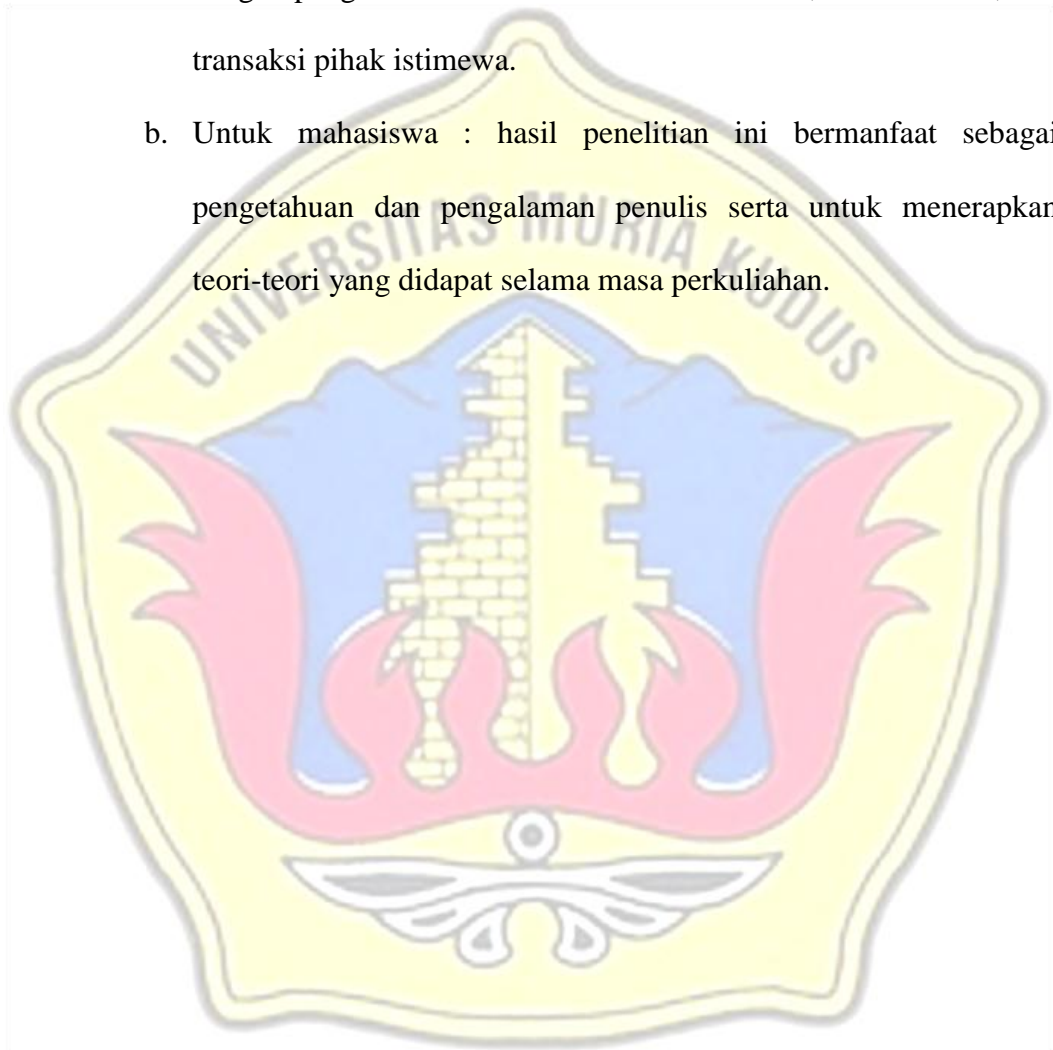 transaksi pihak istimewa.
b. Untuk mahasiswa : hasil penelitian ini bermanfaat sebagai
pengetahuan dan pengalaman penulis serta untuk menerapkan
teori-teori yang didapat selama masa perkuliahan.
UNIVERSITAS MURIA KUDUS